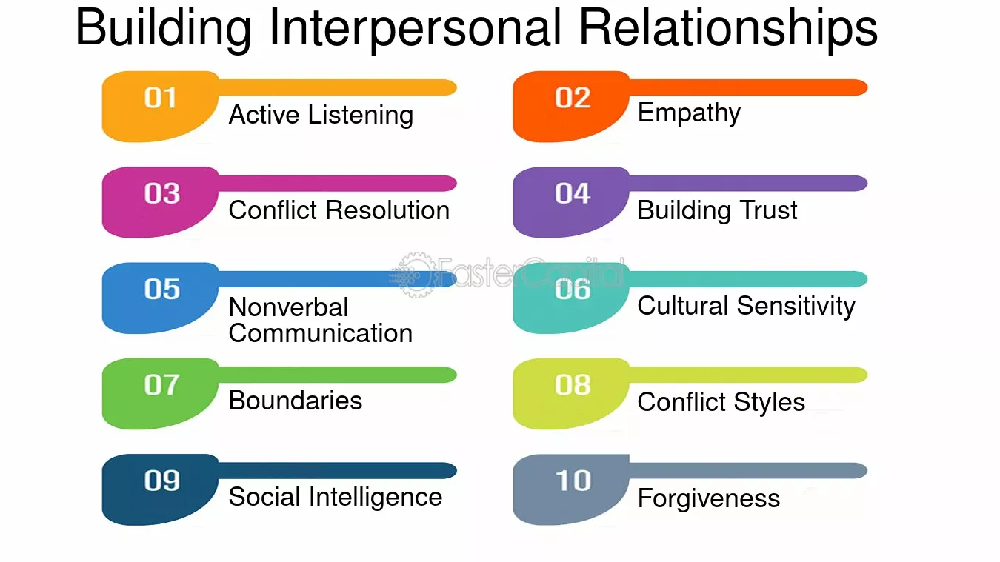 Building Interpersonal Relationships
01
Active Listening
02
Empathy
03
Conflict Resolution
04
Building Trust
05
Nonverbal
Communication
FasterCapital
06
Cultural Sensitivity
07
Boundaries
08
Conflict Styles
09
Social Intelligence
10
Forgiveness